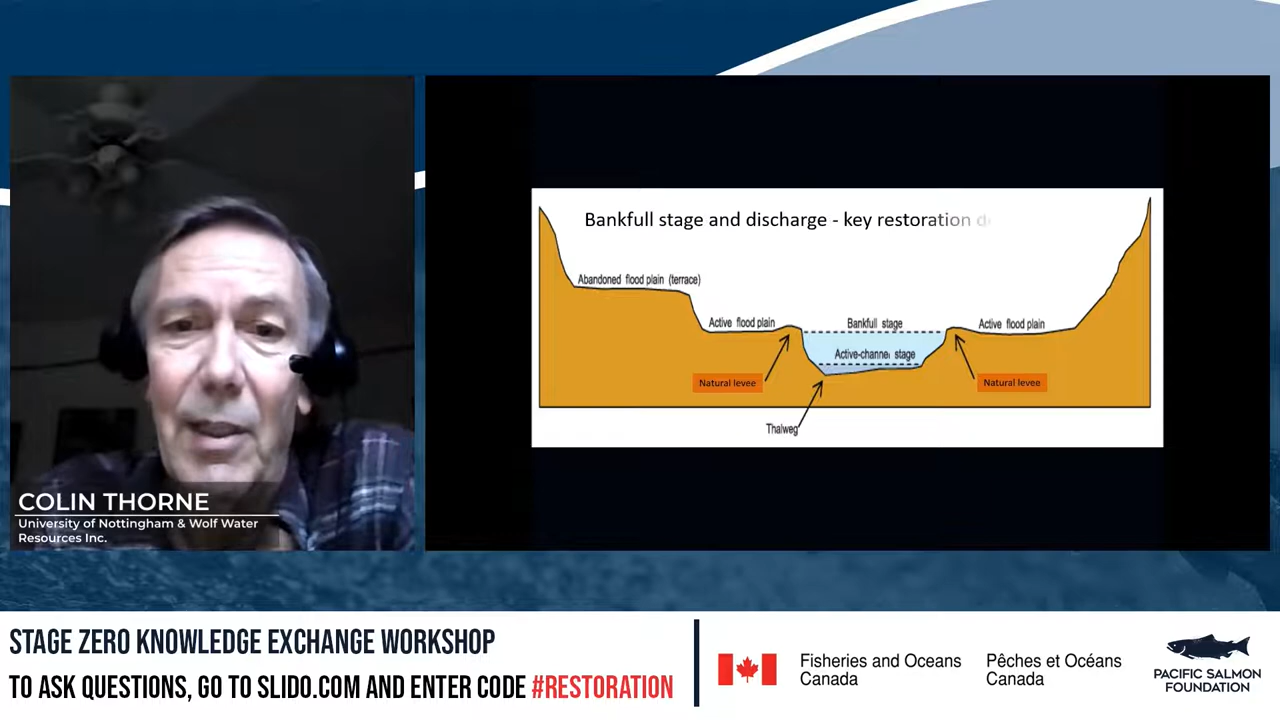 Bankfull stage and discharge - key restoration
Abandoned flood plain (terrace)
Active flood plain
Bankfull stage
Active flood plain
Active-channel stage
Natural levee
Natural levee
Thalweg
COLIN THORNE
University of Nottingham & Wolf Water
Resources Inc.
STAGE ZERO KNOWLEDGE EXCHANGE WORKSHOP
TO ASK QUESTIONS, GO TO SLIDO.COM AND ENTER CODE #RESTORATION
Fisheries and Oceans
Canada
Pêches et Océans
Canada
PACIFIC SALMON
FOUNDATION